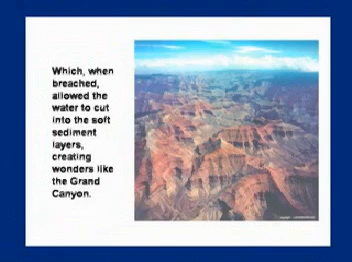 Which, when
breached,
allowed the
water to cut
into the soft
sediment
layers,
creating
wonders like
the Grand
Canyon.